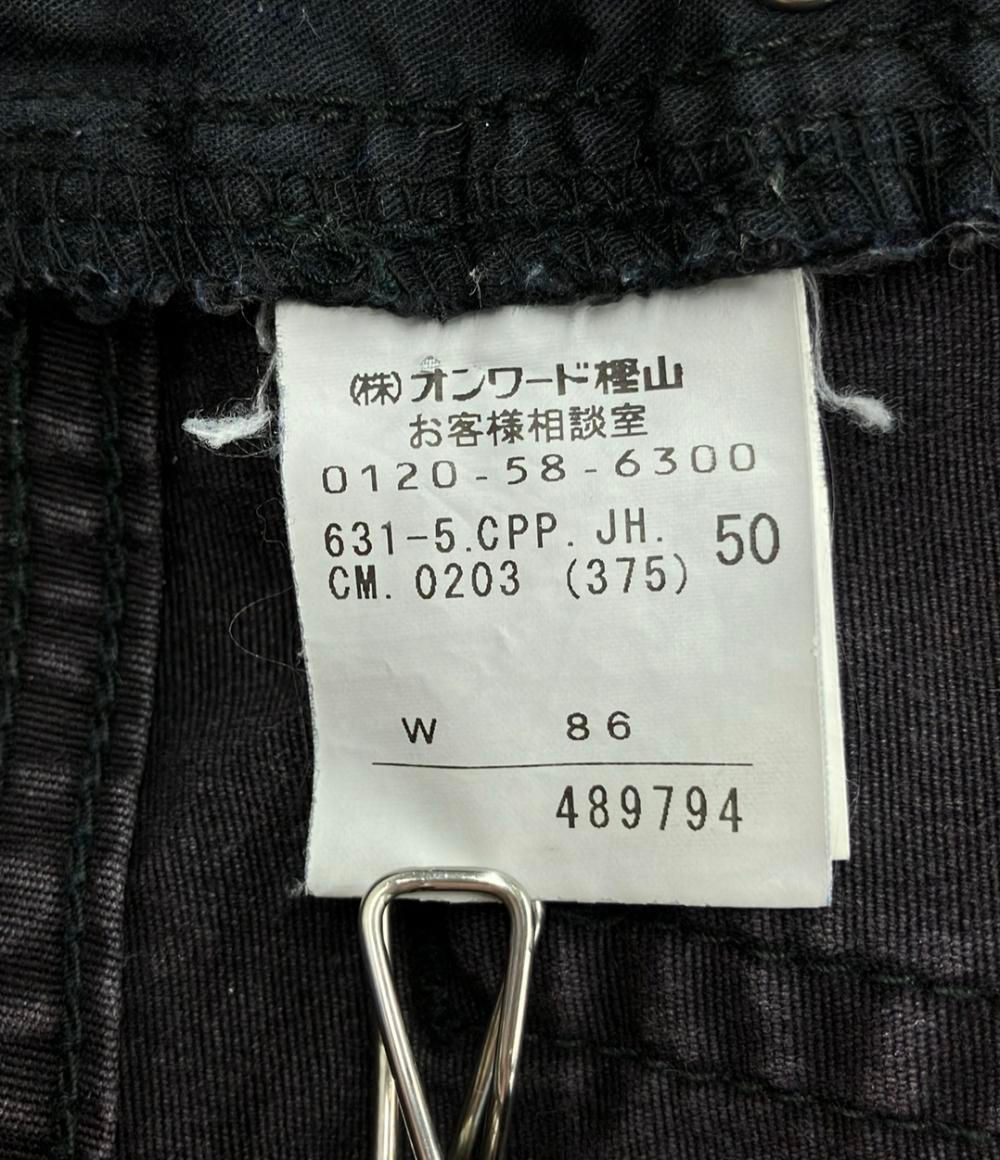 (株)オンワード樫山
お客様相談室
0120-58-6300
631-5.CPP. JH. 50
CM. 0203 (375)
W 86
489794